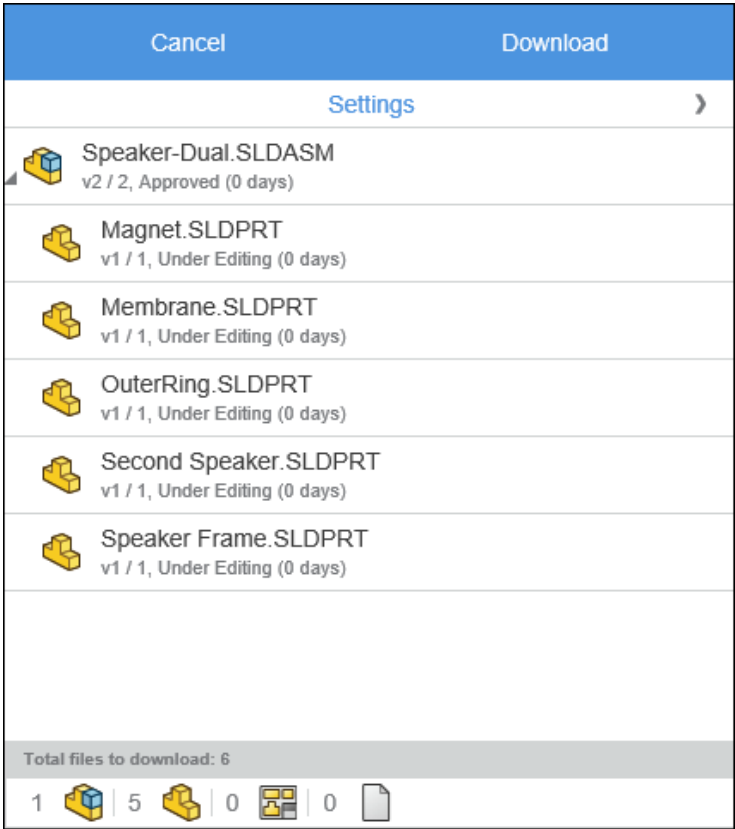 Cancel Download
Settings
Speaker-Dual.SLDASM
v2 / 2, Approved (0 days)
Magnet.SLDPRT
v1 / 1, Under Editing (0 days)
Membrane.SLDPRT
v1 / 1, Under Editing (0 days)
OuterRing.SLDPRT
v1 / 1, Under Editing (0 days)
Second Speaker.SLDPRT
v1 / 1, Under Editing (0 days)
Speaker Frame.SLDPRT
v1 / 1, Under Editing (0 days)
Total files to download: 6
1 5 0 0